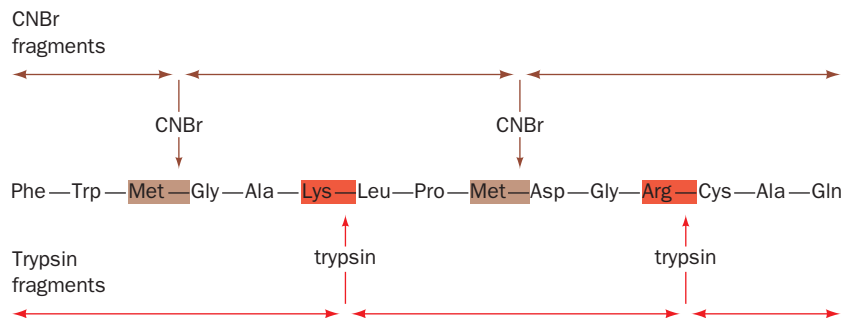 CNBr
fragments
CNBr CNBr
Phe—Trp—Met—Gly—Ala—Lys—Leu—Pro—Met—Asp—Gly—Arg—Cys—Ala—Gln
Trypsin
fragments
trypsin trypsin